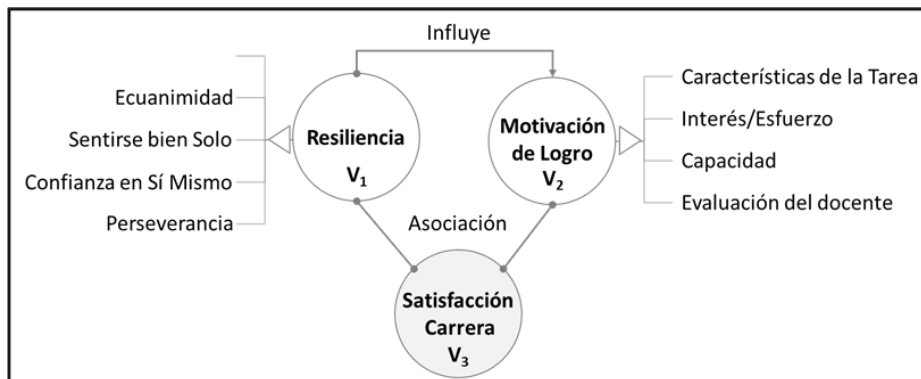 Influye
Ecuanimidad
Sentirse bien Solo
Confianza en Sí Mismo
Perseverancia
Resiliencia
V₁
Motivación
de Logro
V₂
Características de la Tarea
Interés/Esfuerzo
Capacidad
Evaluación del docente
Asociación
Satisfacción
Carrera
V₃